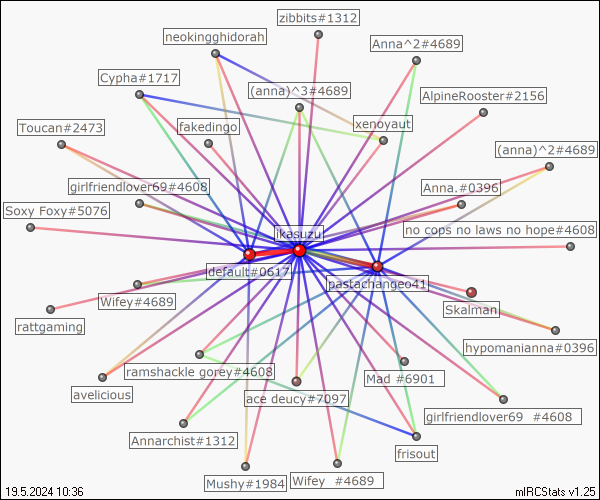 zibbits#1312
neokingghidorah
Anna^2#4689
Cypha#1717
(anna)^3#4689
AlpineRooster#2156
Toucan#2473
fakedingo
xenoyaut
(anna)^2#4689
girlfriendlover69#4608
Anna.#0396
Soxy Foxy#5076
ikasuzu
no cops no laws no hope#4608
default#0617
pastachangeo41
Wifey#4689
Skalman
rattgaming
hypomanianna#0396
ramshackle gorey#4608
Mad #6901
avelicious
ace deucy#7097
girlfriendlover69 #4608
Annarchist#1312
frisout
Mushy#1984
Wifey #4689
19.5.2024 10:36
mIRCStats v1.25